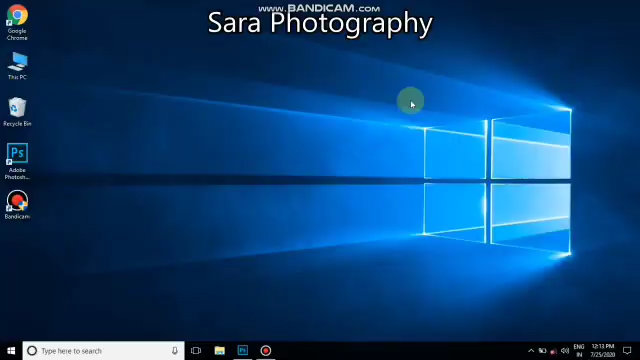 WWW.BANDICAM.COM
Sara Photography
Google
Chrome
This PC
Recycle Bin
Adobe
Photosh...
Bandicam
Type here to search
ENG
IN
12:13 PM
7/25/2020